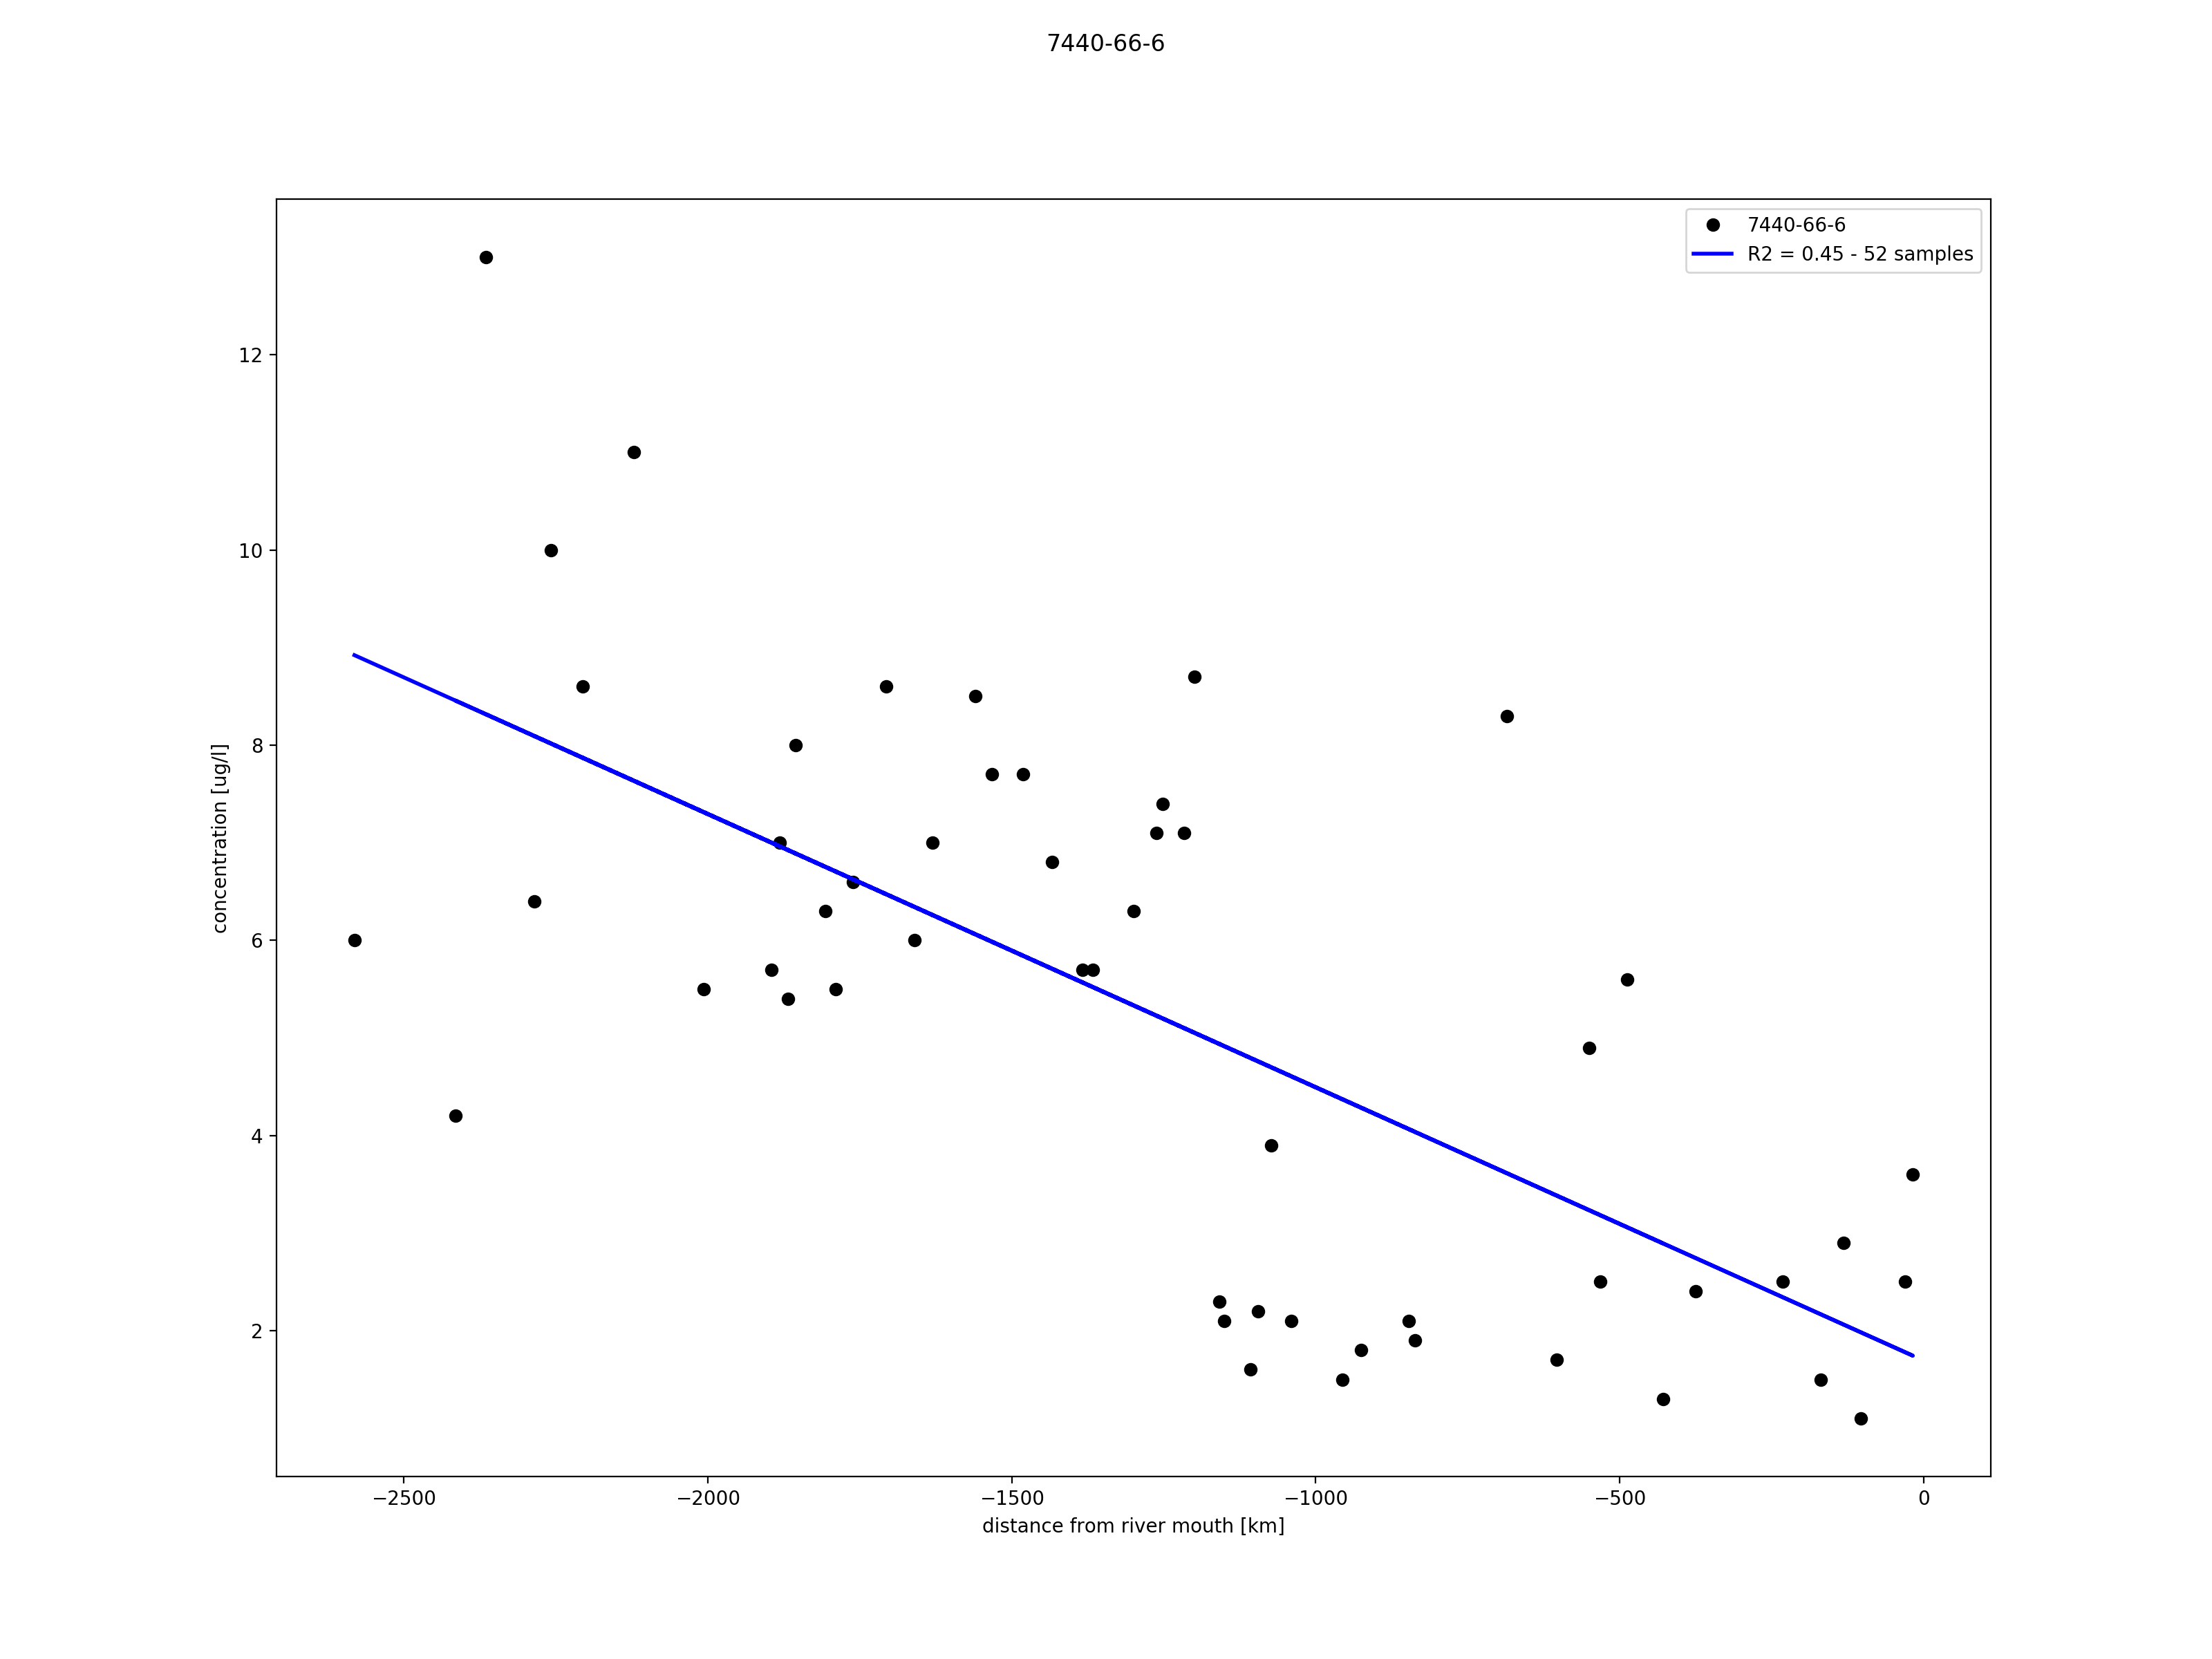 7440-66-6
7440-66-6
R2 = 0.45 - 52 samples
12
10
8
6
4
2
concentration [ug/l]
−2500 −2000 −1500 −1000 −500 0
distance from river mouth [km]